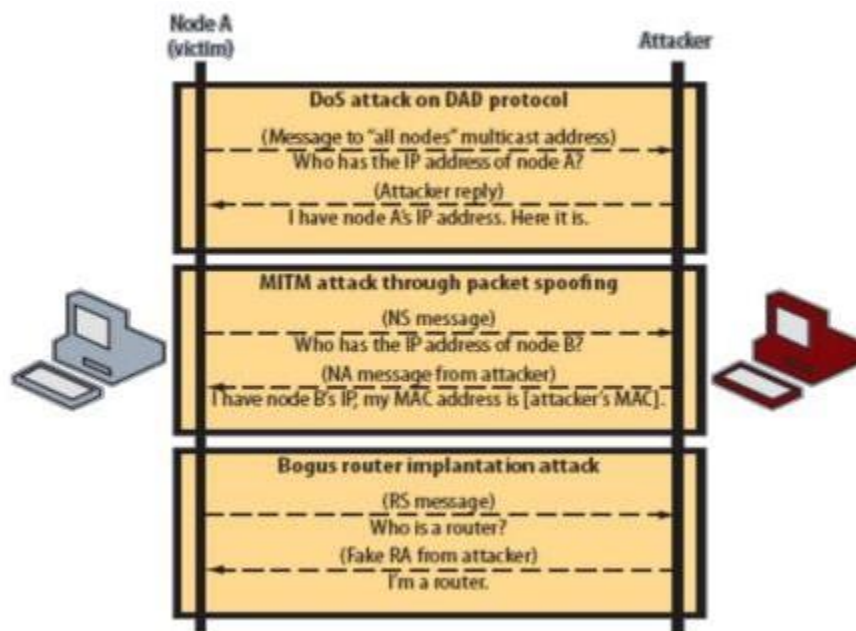 Node A
(victim)
Attacker
DoS attack on DAD protocol
(Message to “all nodes” multicast address)
Who has the IP address of node A?
(Attacker reply)
I have node A’s IP address. Here it is.
MITM attack through packet spoofing
(NS message)
Who has the IP address of node B?
(NA message from attacker)
I have node B’s IP, my MAC address is [attacker’s MAC].
Bogus router implantation attack
(RS message)
Who is a router?
(Fake RA from attacker)
I’m a router.